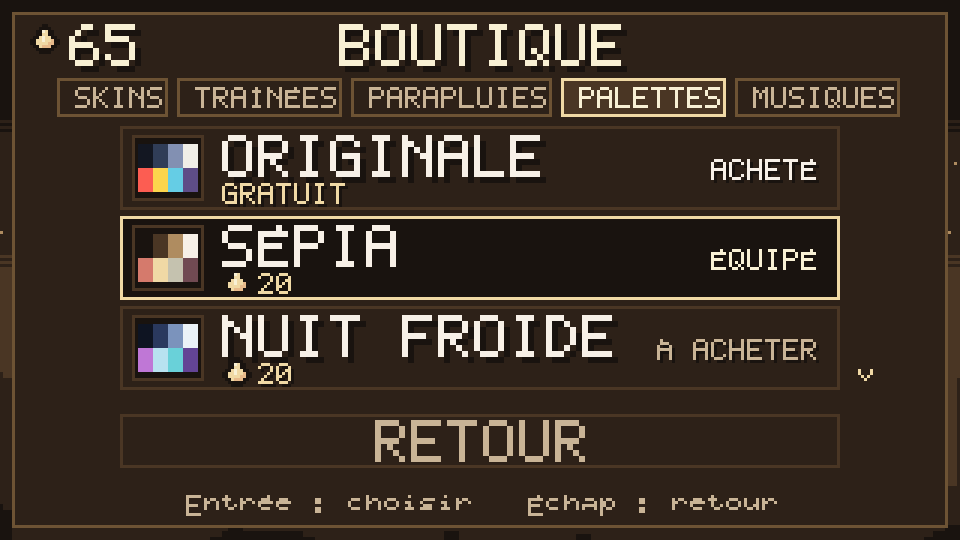 65 BOUTIQUE
SKINS TRAINÉES PARAPLUIES PALETTES MUSIQUES
ORIGINALE
GRATUIT
ACHETÉ
SÉPIA
20
ÉQUIPÉ
NUIT FROIDE
20
À ACHETER
RETOUR
Entrée : choisir Échap : retour